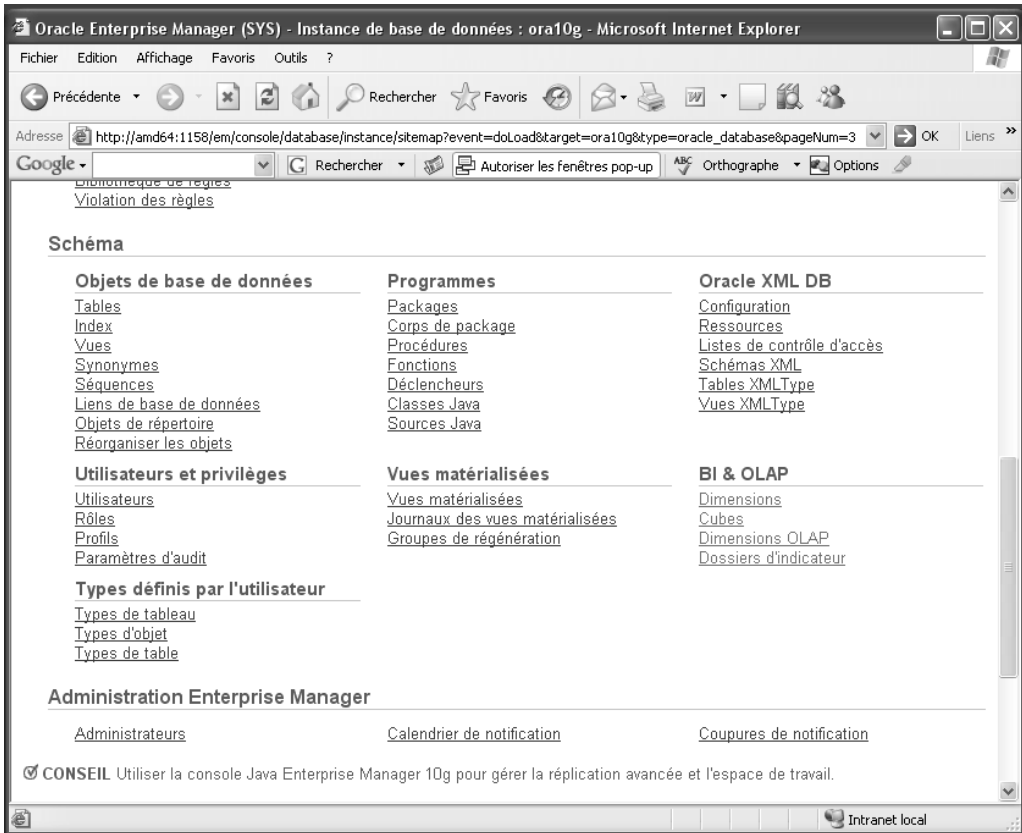 Oracle Enterprise Manager (SYS) - Instance de base de données : ora10g - Microsoft Internet Explorer
Fichier Edition Affichage Favoris Outils ?
Précédente Rechercher Favoris
Adresse http://amd64:1158/em/console/database/instance/sitemap?event=doLoad&target=ora10g&type=oracle_database&pageNum=3 OK Liens »
Google G Rechercher Autoriser les fenêtres pop-up ABC Orthographe Options
Bibliothèque de règles
Violation des règles
Schéma
Objets de base de données
Tables
Index
Vues
Synonymes
Séquences
Liens de base de données
Objets de répertoire
Réorganiser les objets
Programmes
Packages
Corps de package
Procédures
Fonctions
Déclencheurs
Classes Java
Sources Java
Oracle XML DB
Configuration
Ressources
Listes de contrôle d'accès
Schémas XML
Tables XMLType
Vues XMLType
Utilisateurs et privilèges
Utilisateurs
Rôles
Profils
Paramètres d'audit
Vues matérialisées
Vues matérialisées
Journaux des vues matérialisées
Groupes de régénération
BI & OLAP
Dimensions
Cubes
Dimensions OLAP
Dossiers d'indicateur
Types définis par l'utilisateur
Types de tableau
Types d'objet
Types de table
Administration Enterprise Manager
Administrateurs Calendrier de notification Coupures de notification
CONSEIL Utiliser la console Java Enterprise Manager 10g pour gérer la réplication avancée et l'espace de travail.
Intranet local